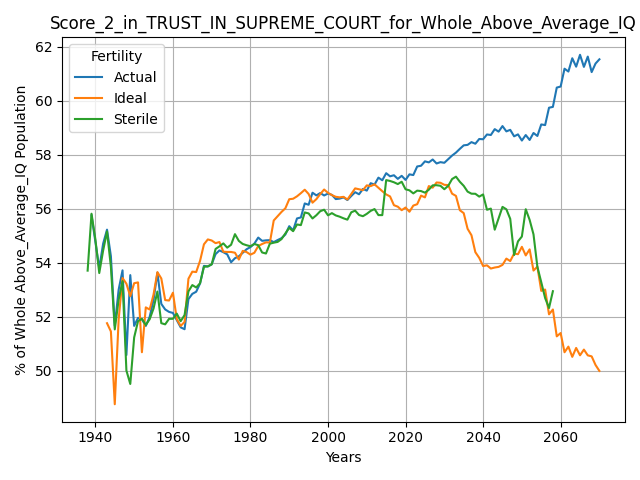 Score_2_in_TRUST_IN_SUPREME_COURT_for_Whole_Above_Average_IQ
Fertility
Actual
Ideal
Sterile
% of Whole Above_Average_IQ Population
62
60
58
56
54
52
50
1940
1960
1980
2000
2020
2040
2060
Years